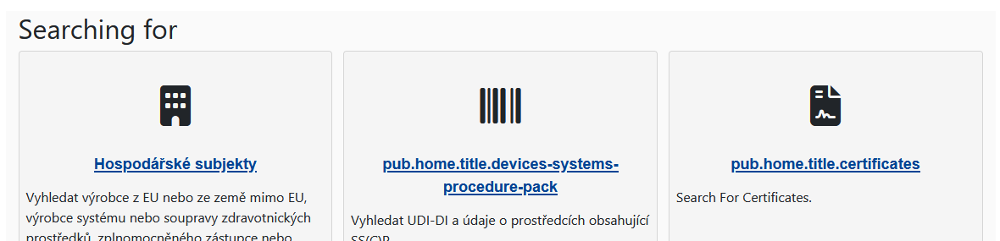 Searching for
Hospodářské subjekty
Vyhledat výrobce z EU nebo ze země mimo EU,
výrobce systému nebo soupravy zdravotnických
prostředků, zplnomocněného zástupce nebo
pub.home.title.devices-systems-
procedure-pack
Vyhledat UDI-DI a údaje o prostředcích obsahující
SS(C)P
pub.home.title.certificates
Search For Certificates.